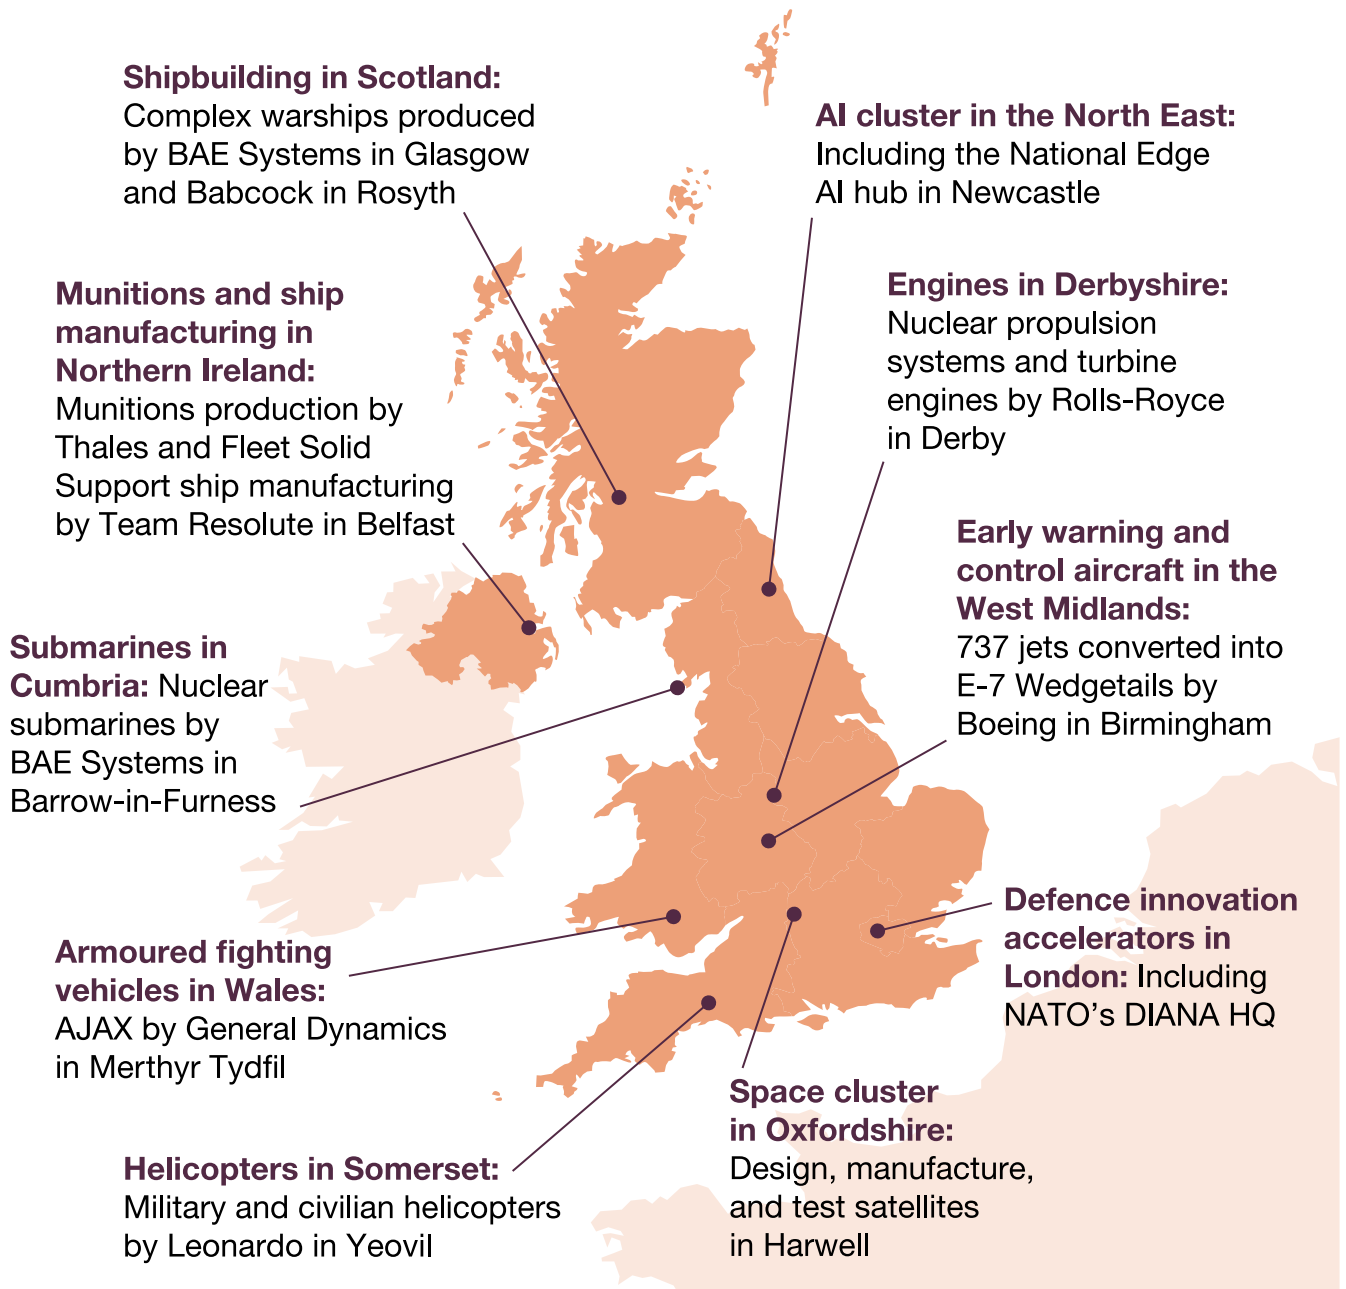 Shipbuilding in Scotland:
Complex warships produced
by BAE Systems in Glasgow
and Babcock in Rosyth
AI cluster in the North East:
Including the National Edge
AI hub in Newcastle
Munitions and ship
manufacturing in
Northern Ireland:
Munitions production by
Thales and Fleet Solid
Support ship manufacturing
by Team Resolute in Belfast
Engines in Derbyshire:
Nuclear propulsion
systems and turbine
engines by Rolls-Royce
in Derby
Early warning and
control aircraft in the
West Midlands:
737 jets converted into
E-7 Wedgetails by
Boeing in Birmingham
Submarines in
Cumbria: Nuclear
submarines by
BAE Systems in
Barrow-in-Furness
Defence innovation
accelerators in
London: Including
NATO’s DIANA HQ
Armoured fighting
vehicles in Wales:
AJAX by General Dynamics
in Merthyr Tydfil
Space cluster
in Oxfordshire:
Design, manufacture,
and test satellites
in Harwell
Helicopters in Somerset:
Military and civilian helicopters
by Leonardo in Yeovil